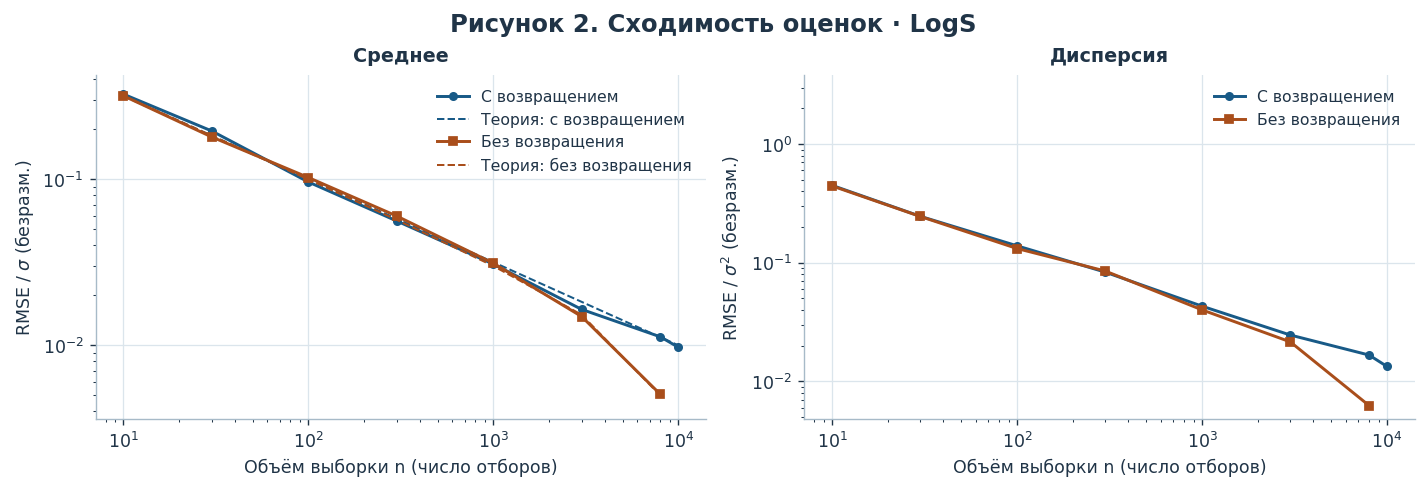 Рисунок 2. Сходимость оценок · LogS
Среднее
С возвращением
Теория: с возвращением
Без возвращения
Теория: без возвращения
RMSE / σ (безразм.)
10⁻¹
10⁻²
10¹ 10² 10³ 10⁴
Объём выборки n (число отборов)
Дисперсия
С возвращением
Без возвращения
RMSE / σ² (безразм.)
10⁰
10⁻¹
10⁻²
10¹ 10² 10³ 10⁴
Объём выборки n (число отборов)